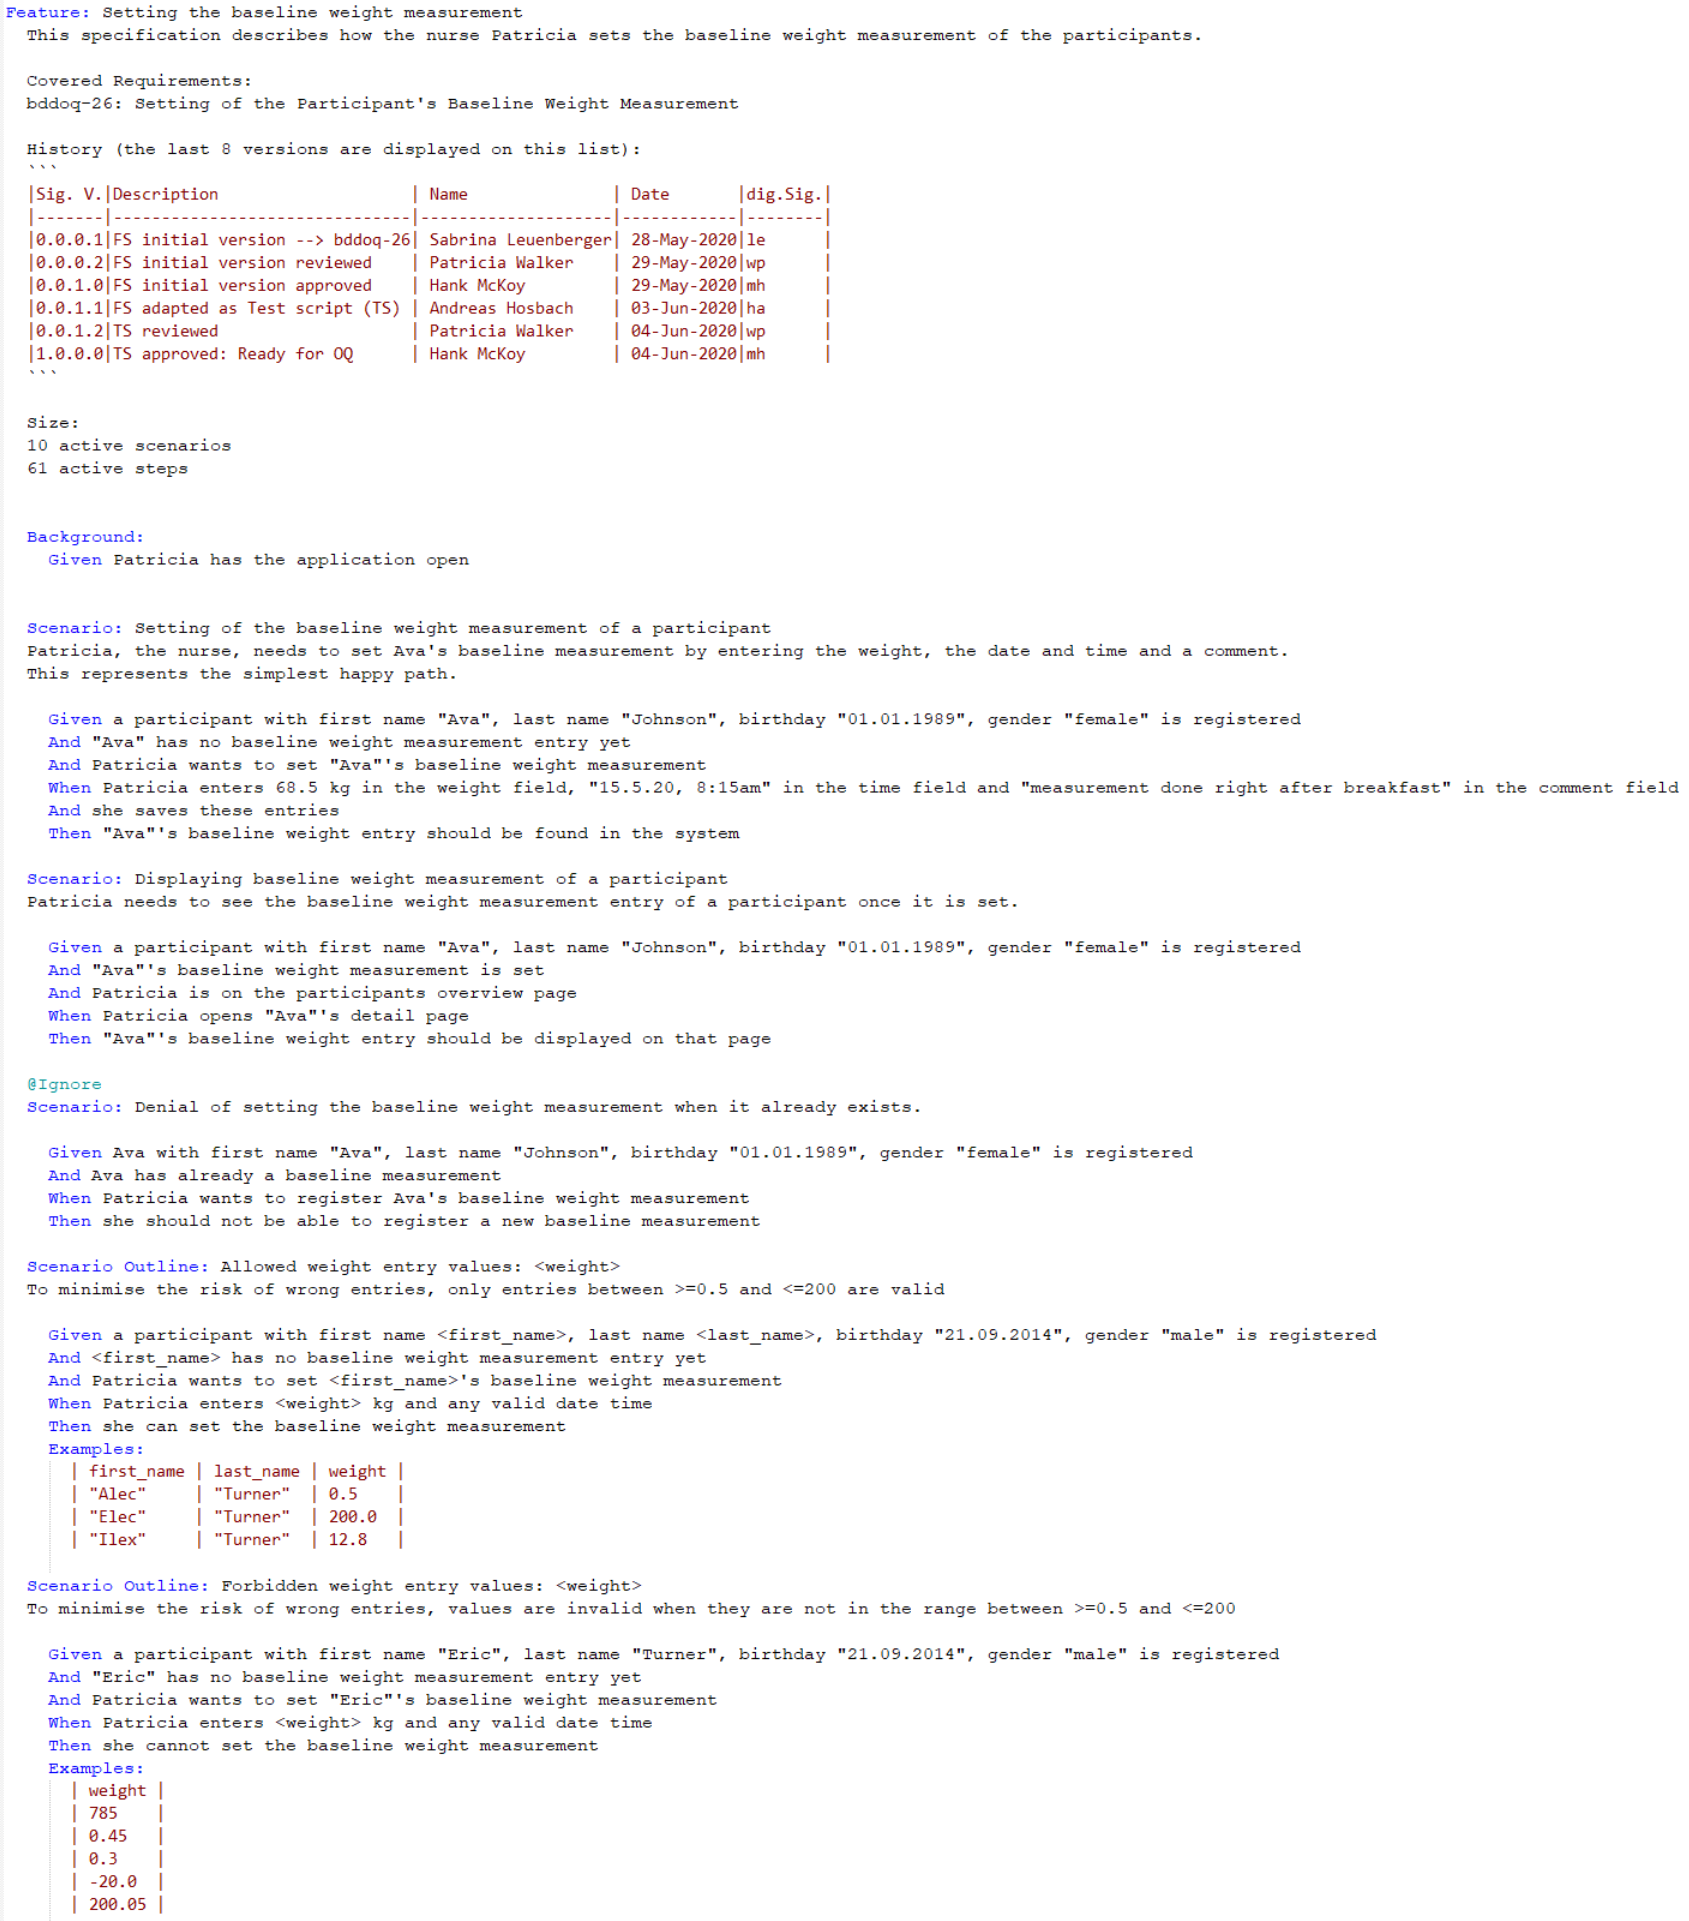 Feature: Setting the baseline weight measurement
This specification describes how the nurse Patricia sets the baseline weight measurement of the participants.
Covered Requirements:
bddoq-26: Setting of the Participant's Baseline Weight Measurement
History (the last 8 versions are displayed on this list):
```
|Sig. V.|Description | Name | Date |dig.Sig.|
|-------|-------------------------------|--------------------|------------|--------|
|0.0.0.1|FS initial version --> bddoq-26| Sabrina Leuenberger| 28-May-2020|le |
|0.0.0.2|FS initial version reviewed | Patricia Walker | 29-May-2020|wp |
|0.0.1.0|FS initial version approved | Hank McKoy | 29-May-2020|mh |
|0.0.1.1|FS adapted as Test script (TS) | Andreas Hosbach | 03-Jun-2020|ha |
|0.0.1.2|TS reviewed | Patricia Walker | 04-Jun-2020|wp |
|1.0.0.0|TS approved: Ready for OQ | Hank McKoy | 04-Jun-2020|mh |
```
Size:
10 active scenarios
61 active steps
Background:
Given Patricia has the application open
Scenario: Setting of the baseline weight measurement of a participant
Patricia, the nurse, needs to set Ava's baseline measurement by entering the weight, the date and time and a comment.
This represents the simplest happy path.
Given a participant with first name "Ava", last name "Johnson", birthday "01.01.1989", gender "female" is registered
And "Ava" has no baseline weight measurement entry yet
And Patricia wants to set "Ava"'s baseline weight measurement
When Patricia enters 68.5 kg in the weight field, "15.5.20, 8:15am" in the time field and "measurement done right after breakfast" in the comment field
And she saves these entries
Then "Ava"'s baseline weight entry should be found in the system
Scenario: Displaying baseline weight measurement of a participant
Patricia needs to see the baseline weight measurement entry of a participant once it is set.
Given a participant with first name "Ava", last name "Johnson", birthday "01.01.1989", gender "female" is registered
And "Ava"'s baseline weight measurement is set
And Patricia is on the participants overview page
When Patricia opens "Ava"'s detail page
Then "Ava"'s baseline weight entry should be displayed on that page
@Ignore
Scenario: Denial of setting the baseline weight measurement when it already exists.
Given Ava with first name "Ava", last name "Johnson", birthday "01.01.1989", gender "female" is registered
And Ava has already a baseline measurement
When Patricia wants to register Ava's baseline weight measurement
Then she should not be able to register a new baseline measurement
Scenario Outline: Allowed weight entry values: <weight>
To minimise the risk of wrong entries, only entries between >=0.5 and <=200 are valid
Given a participant with first name <first_name>, last name <last_name>, birthday "21.09.2014", gender "male" is registered
And <first_name> has no baseline weight measurement entry yet
And Patricia wants to set <first_name>'s baseline weight measurement
When Patricia enters <weight> kg and any valid date time
Then she can set the baseline weight measurement
Examples:
| first_name | last_name | weight |
| "Alec" | "Turner" | 0.5 |
| "Elec" | "Turner" | 200.0 |
| "Ilex" | "Turner" | 12.8 |
Scenario Outline: Forbidden weight entry values: <weight>
To minimise the risk of wrong entries, values are invalid when they are not in the range between >=0.5 and <=200
Given a participant with first name "Eric", last name "Turner", birthday "21.09.2014", gender "male" is registered
And "Eric" has no baseline weight measurement entry yet
And Patricia wants to set "Eric"'s baseline weight measurement
When Patricia enters <weight> kg and any valid date time
Then she cannot set the baseline weight measurement
Examples:
| weight |
| 785 |
| 0.45 |
| 0.3 |
| -20.0 |
| 200.05 |